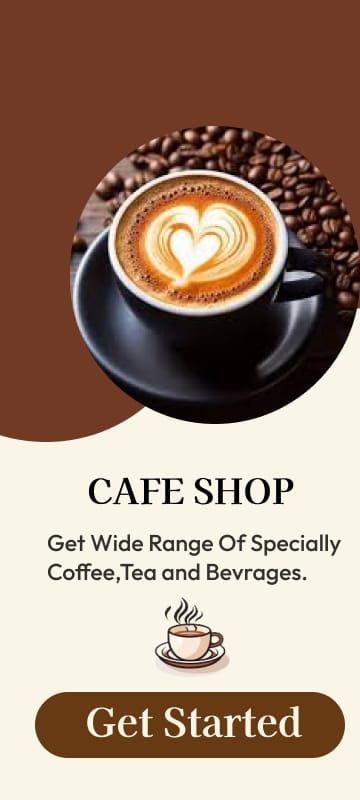 CAFE SHOP
Get Wide Range Of Specially
Coffee,Tea and Bevrages.
Get Started